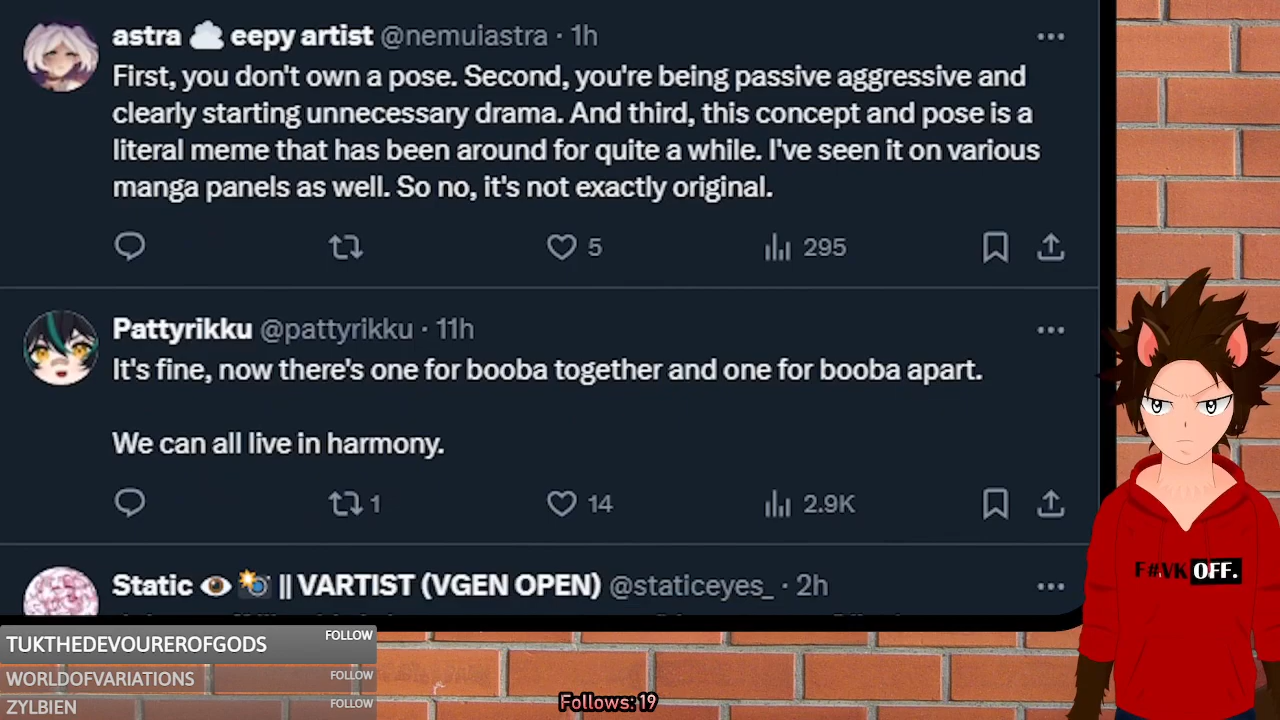 astra ☁️ eepy artist @nemuiastra · 1h
First, you don't own a pose. Second, you're being passive aggressive and
clearly starting unnecessary drama. And third, this concept and pose is a
literal meme that has been around for quite a while. I've seen it on various
manga panels as well. So no, it's not exactly original.
5 295
Pattyrikku @pattyrikku · 11h
It's fine, now there's one for booba together and one for booba apart.
We can all live in harmony.
1 14 2.9K
Static 👁️ 📸 || VARTIST (VGEN OPEN) @staticeyes_ · 2h
F#VK OFF.
TUKTHEDEVOUREROFGODS FOLLOW
WORLDOFVARIATIONS FOLLOW
ZYLBIEN FOLLOW
Follows: 19